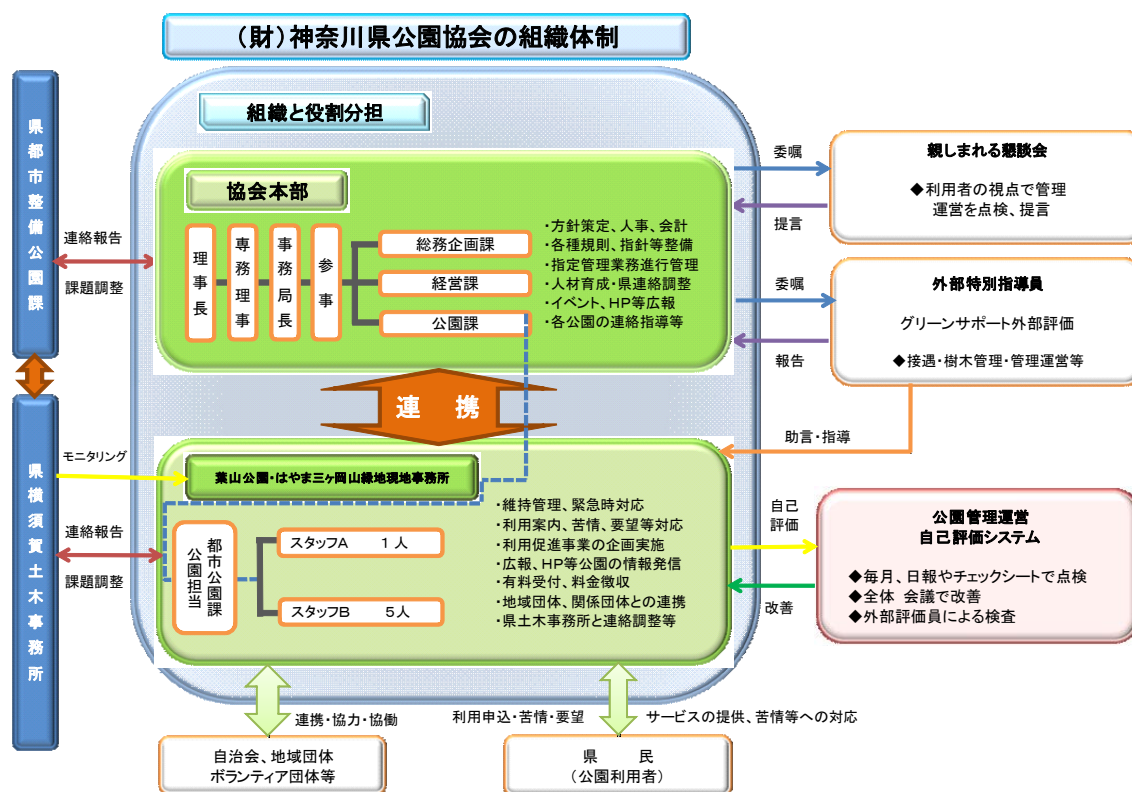 (財)神奈川県公園協会の組織体制
県都市整備公園課
連絡報告
課題調整
組織と役割分担
協会本部
理事長
専務理事
事務局長
参事
総務企画課
経営課
公園課
・方針策定、人事、会計
・各種規則、指針等整備
・指定管理業務進行管理
・人材育成・県連絡調整
・イベント、HP等広報
・各公園の連絡指導等
委嘱
提言
親しまれる懇談会
◆利用者の視点で管理
運営を点検、提言
委嘱
報告
外部特別指導員
グリーンサポート外部評価
◆接遇・樹木管理・管理運営等
連 携
助言・指導
県横須賀土木事務所
モニタリング
連絡報告
課題調整
葉山公園・はやま三ヶ岡山緑地現地事務所
都市公園課
公園担当
スタッフA 1人
スタッフB 5人
・維持管理、緊急時対応
・利用案内、苦情、要望等対応
・利用促進事業の企画実施
・広報、HP等公園の情報発信
・有料受付、料金徴収
・地域団体、関係団体との連携
・県土木事務所と連絡調整等
自己
評価
改善
公園管理運営
自己評価システム
◆毎月、日報やチェックシートで点検
◆全体 会議で改善
◆外部評価員による検査
連携・協力・協働
利用申込・苦情・要望
サービスの提供、苦情等への対応
自治会、地域団体
ボランティア団体等
県 民
(公園利用者)